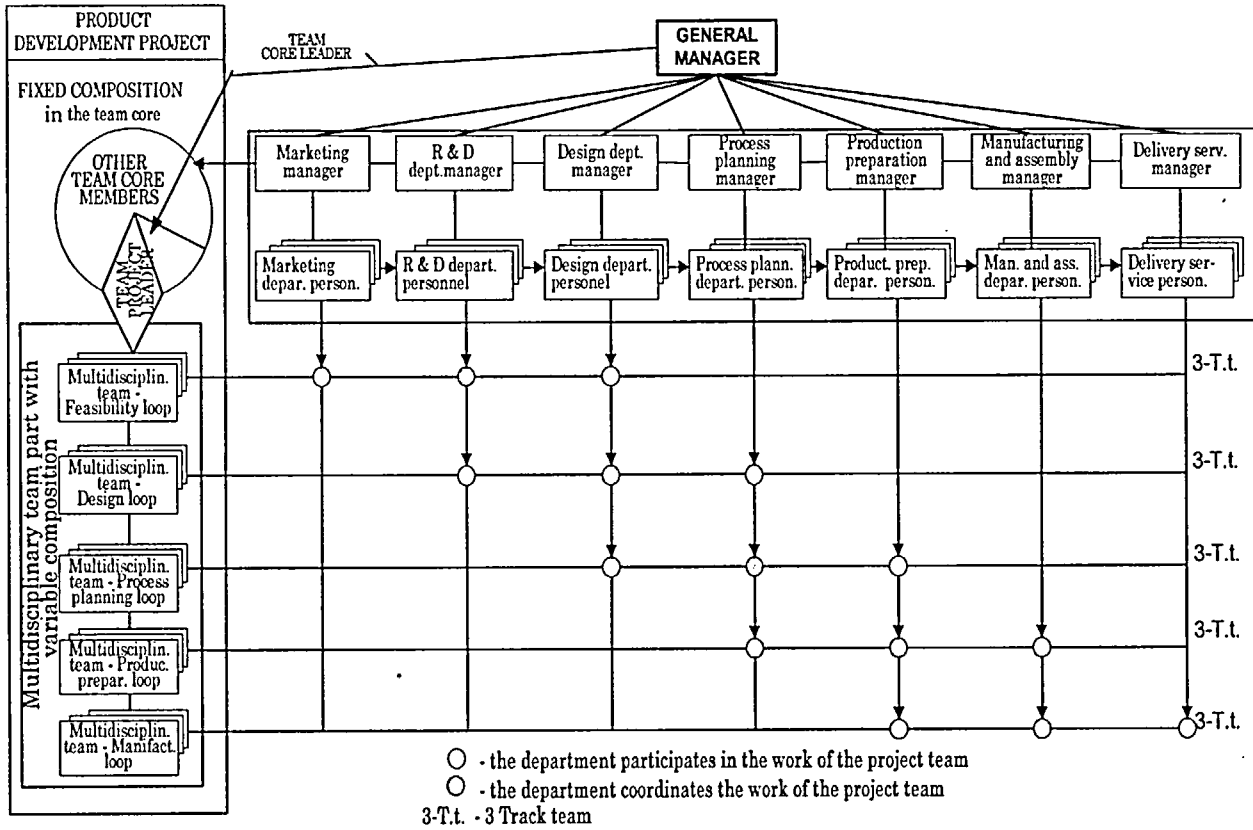 PRODUCT
DEVELOPMENT PROJECT
FIXED COMPOSITION
in the team core
OTHER
TEAM CORE
MEMBERS
TEAM
PROJECT
LEADER
TEAM
CORE LEADER
GENERAL
MANAGER
Marketing
manager
R & D
dept.manager
Design dept.
manager
Process
planning
manager
Production
preparation
manager
Manufacturing
and assembly
manager
Delivery serv.
manager
Marketing
depar. person.
R & D depart.
personnel
Design depart.
personel
Process plann.
depart. person.
Product. prep.
depar. person.
Man. and ass.
depar. person.
Delivery ser-
vice person.
Multidisciplinary team part with
variable composition
Multidisciplin.
team -
Feasibility loop
3-T.t.
Multidisciplin.
team -
Design loop
3-T.t.
Multidisciplin.
team - Process
planning loop
3-T.t.
Multidisciplin.
team - Produc.
prepar. loop
3-T.t.
Multidisciplin.
team - Manifact.
loop
3-T.t.
- the department participates in the work of the project team
- the department coordinates the work of the project team
3-T.t. - 3 Track team